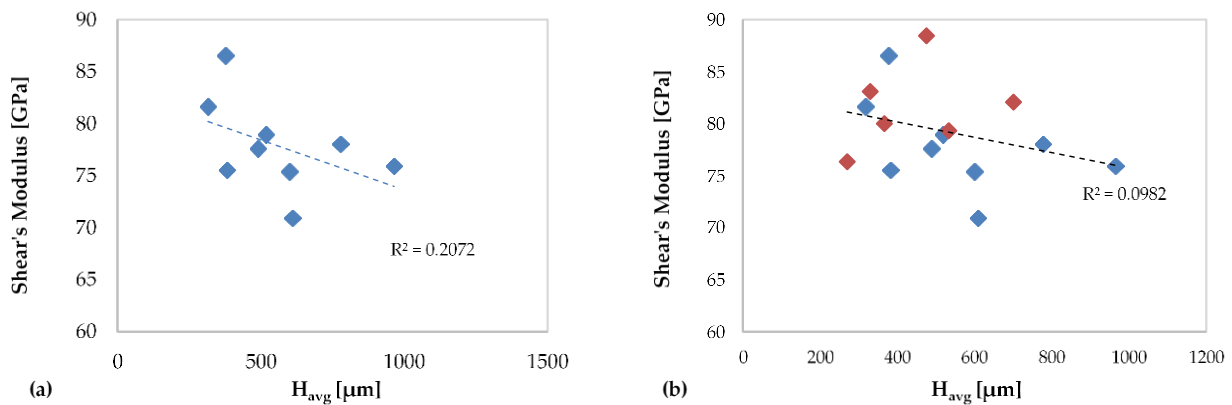 90
85
80
75
70
65
60
Shear's Modulus [GPa]
R² = 0.2072
0 500 1000 1500
H_avg [µm]
(a)
90
85
80
75
70
65
60
Shear's Modulus [GPa]
R² = 0.0982
0 200 400 600 800 1000 1200
H_avg [µm]
(b)